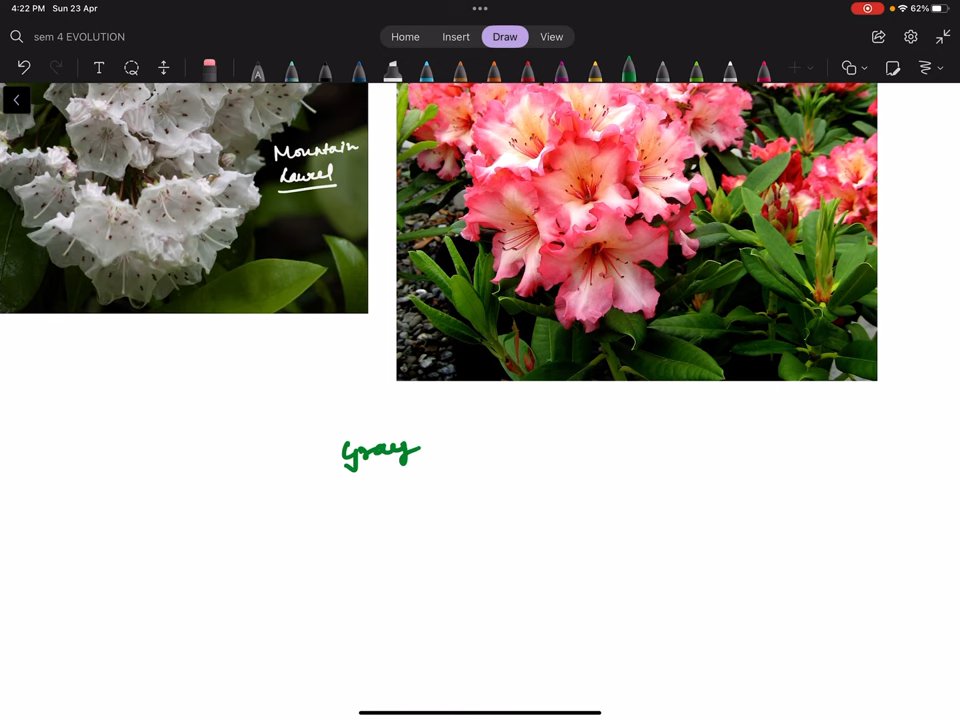 4:22 PM Sun 23 Apr
62%
sem 4 EVOLUTION
Home Insert Draw View
T
A
Mountain
Laurel
Gray